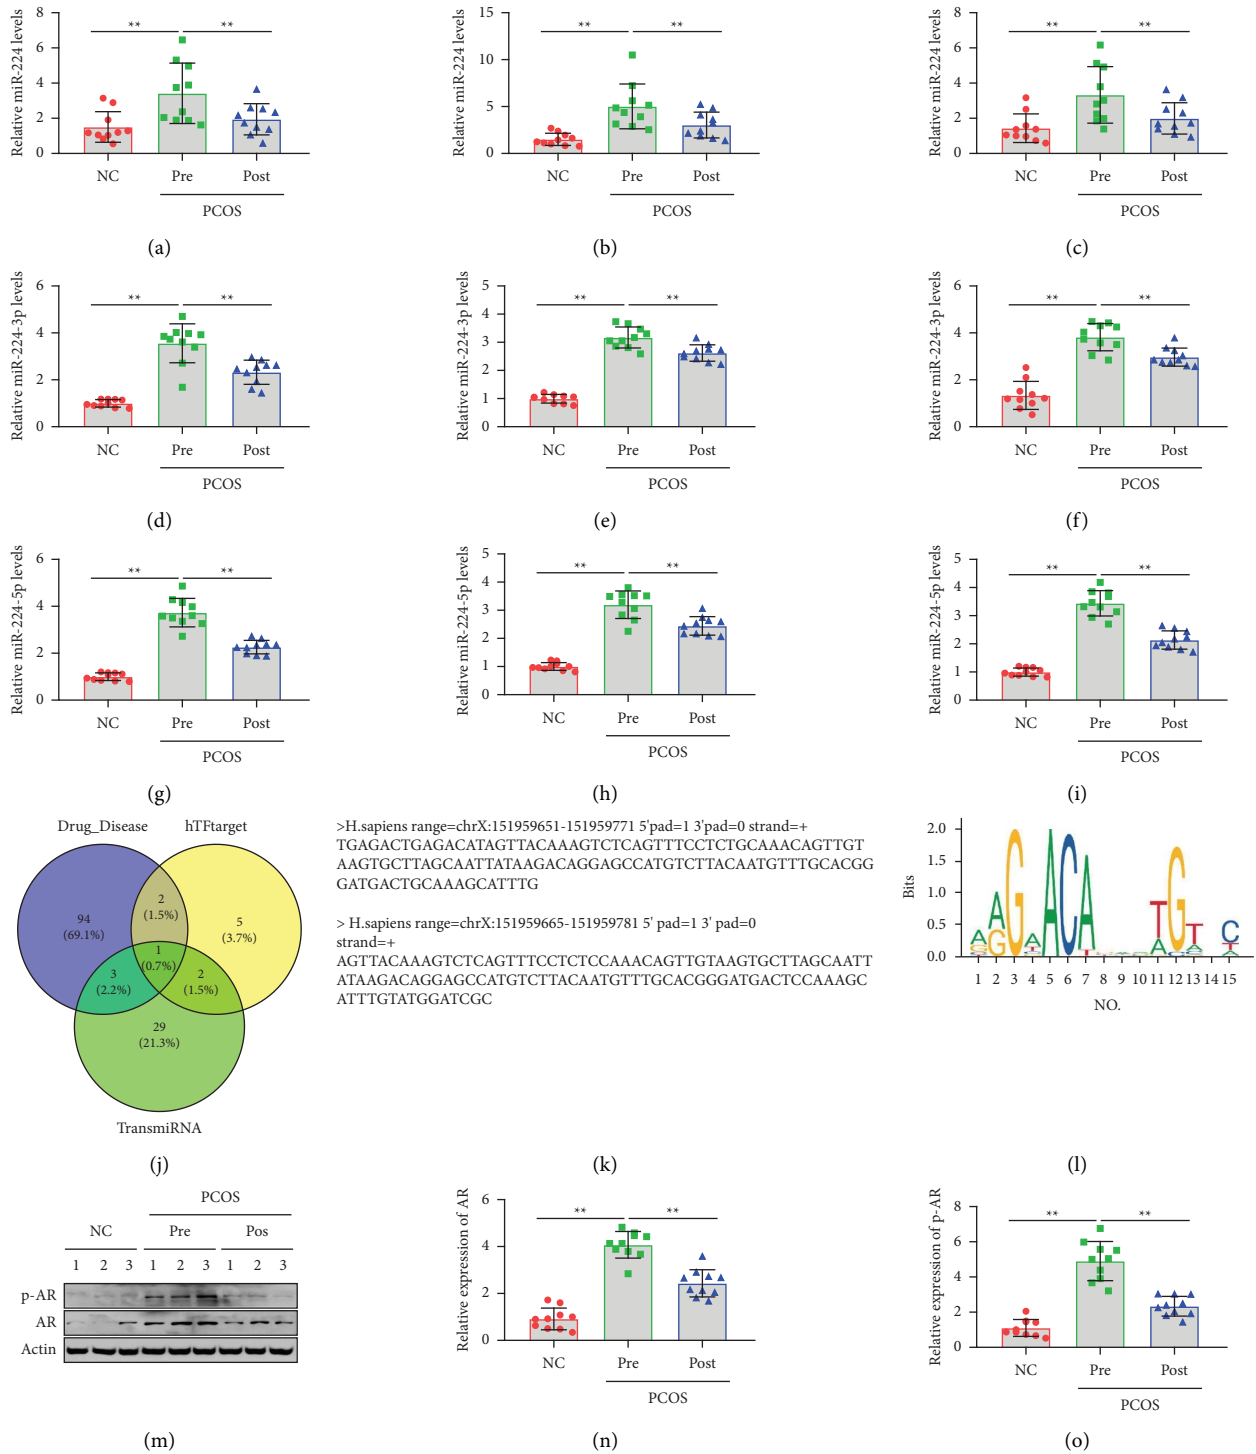 Relative miR-224 levels
8
6
4
2
0
**
**
NC
Pre
Post
PCOS
(a)
Relative miR-224 levels
15
10
5
0
**
**
NC
Pre
Post
PCOS
(b)
Relative miR-224 levels
8
6
4
2
0
**
**
NC
Pre
Post
PCOS
(c)
Relative miR-224-3p levels
6
4
2
0
**
**
NC
Pre
Post
PCOS
(d)
Relative miR-224-3p levels
5
4
3
2
1
0
**
**
NC
Pre
Post
PCOS
(e)
Relative miR-224-3p levels
6
4
2
0
**
**
NC
Pre
Post
PCOS
(f)
Relative miR-224-5p levels
6
4
2
0
**
**
NC
Pre
Post
PCOS
(g)
Relative miR-224-5p levels
5
4
3
2
1
0
**
**
NC
Pre
Post
PCOS
(h)
Relative miR-224-5p levels
5
4
3
2
1
0
**
**
NC
Pre
Post
PCOS
(i)
Drug_Disease
hTFtarget
94
(69.1%)
2
(1.5%)
5
(3.7%)
1
(0.7%)
3
(2.2%)
2
(1.5%)
29
(21.3%)
TransmiRNA
(j)
>H.sapiens range=chrX:151959651-151959771 5'pad=1 3'pad=0 strand=+
TGAGACTGAGACATAGTTACAAAGTCTCAGTTTCCTCTGCAAACAGTTGT
AAGTGCTTAGCAATTATAAGACAGGAGCCATGTCTTACAATGTTTGCACGG
GATGACTGCAAAGCATTTG
> H.sapiens range=chrX:151959665-151959781 5' pad=1 3' pad=0
strand=+
AGTTACAAAGTCTCAGTTTCCTCTCCAAACAGTTGTAAGTGCTTAGCAATT
ATAAGACAGGAGCCATGTCTTACAATGTTTGCACGGGATGACTCCAAAGC
ATTTGTATGGATCGC
(k)
Bits
2.0
1.5
1.0
0.5
0.0
A G A G G A A C A T A G T A C T A
1 2 3 4 5 6 7 8 9 10 11 12 13 14 15
NO.
(l)
PCOS
NC
Pre
Pos
1 2 3 1 2 3 1 2 3
p-AR
AR
Actin
(m)
Relative expression of AR
6
4
2
0
**
**
NC
Pre
Post
PCOS
(n)
Relative expression of p-AR
8
6
4
2
0
**
**
NC
Pre
Post
PCOS
(o)